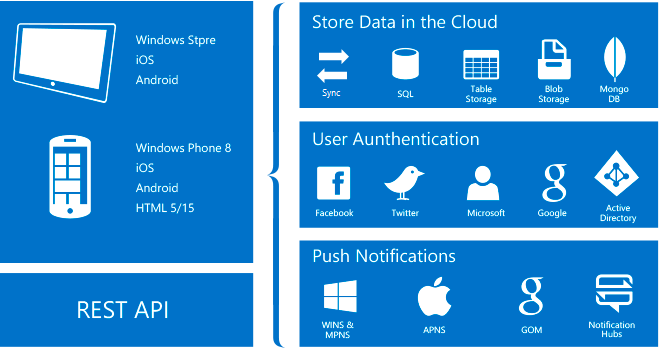 Windows Stpre
iOS
Android
Windows Phone 8
iOS
Android
HTML 5/15
REST API
Store Data in the Cloud
Sync
SQL
Table
Storage
Blob
Storage
Mongo
DB
User Aunthentication
Facebook
Twitter
Microsoft
Google
Active
Directory
Push Notifications
WINS &
MPNS
APNS
GOM
Notification
Hubs